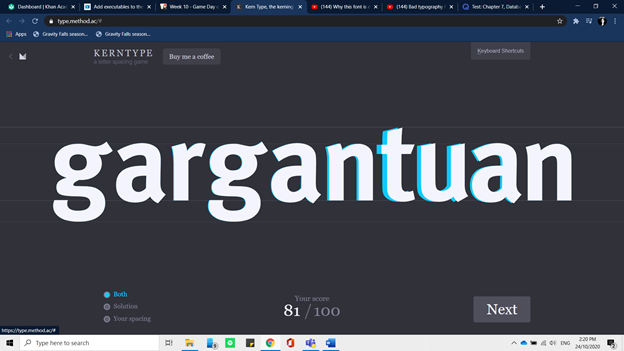 Dashboard | Khan Acad
Add executables to the
Week 10 - Game Day
Kern Type, the kerning
(144) Why this font is
(144) Bad typography
Test: Chapter 7, Datab
type.method.ac/#
Apps
Gravity Falls season...
Gravity Falls season...
KERNTYPE
a letter spacing game
Buy me a coffee
Keyboard Shortcuts
gargantuan
Both
Solution
Your spacing
Your score
81 / 100
Next
https://type.method.ac/#
Type here to search
ENG
2:20 PM
24/10/2020